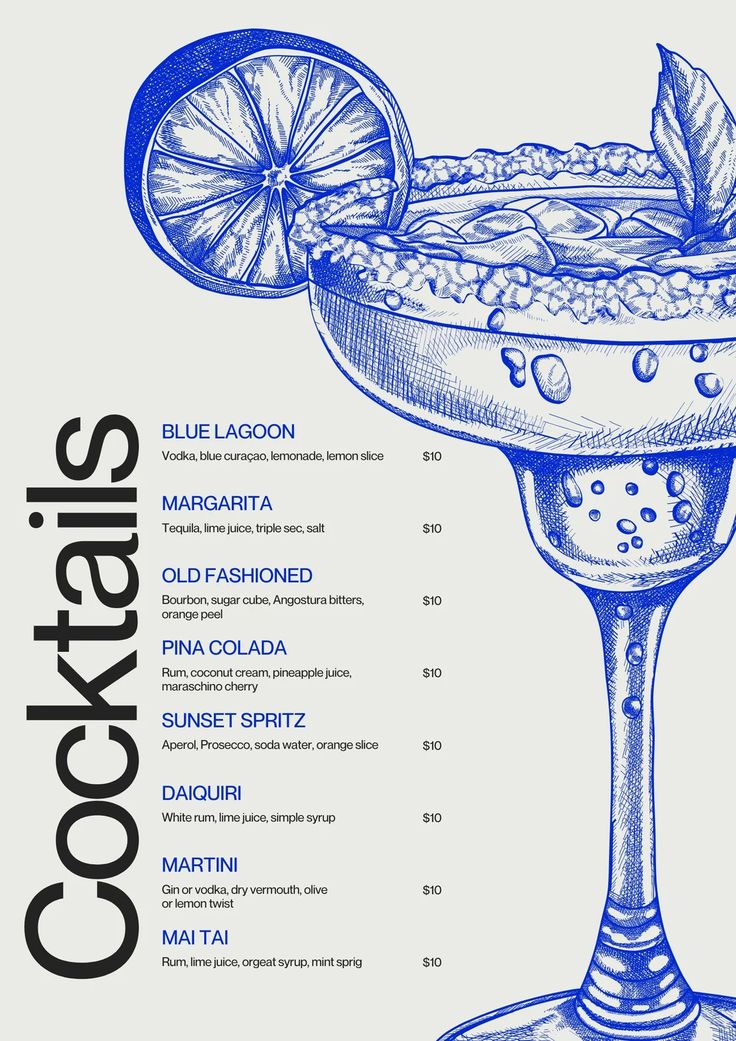 Cocktails
BLUE LAGOON
Vodka, blue curaçao, lemonade, lemon slice $10
MARGARITA
Tequila, lime juice, triple sec, salt $10
OLD FASHIONED
Bourbon, sugar cube, Angostura bitters, $10
orange peel
PINA COLADA
Rum, coconut cream, pineapple juice, $10
maraschino cherry
SUNSET SPRITZ
Aperol, Prosecco, soda water, orange slice $10
DAIQUIRI
White rum, lime juice, simple syrup $10
MARTINI
Gin or vodka, dry vermouth, olive $10
or lemon twist
MAI TAI
Rum, lime juice, orgeat syrup, mint sprig $10